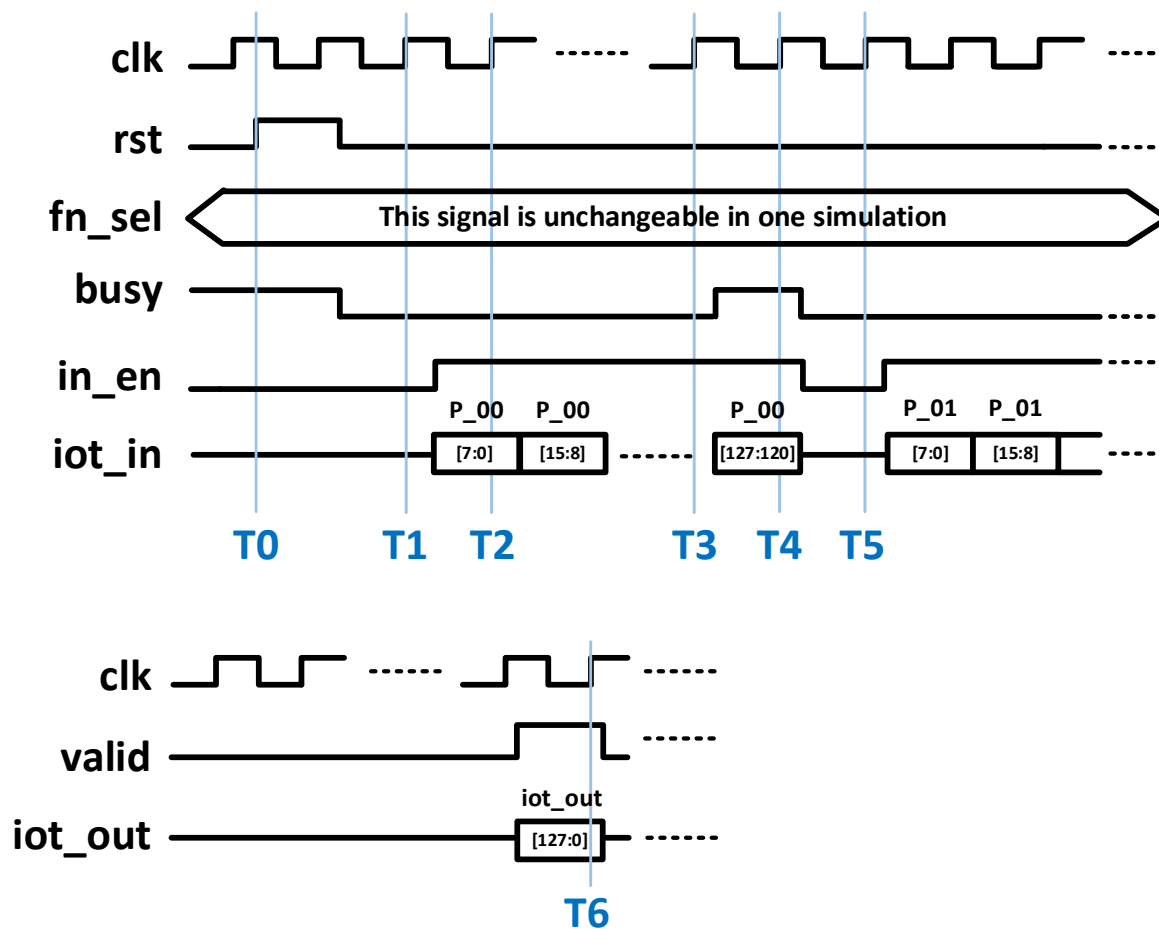 clk
rst
fn_sel
This signal is unchangeable in one simulation
busy
in_en
P_00 P_00 P_00 P_01 P_01
iot_in
[7:0] [15:8] [127:120] [7:0] [15:8]
T0 T1 T2 T3 T4 T5
clk
valid
iot_out
iot_out
[127:0]
T6